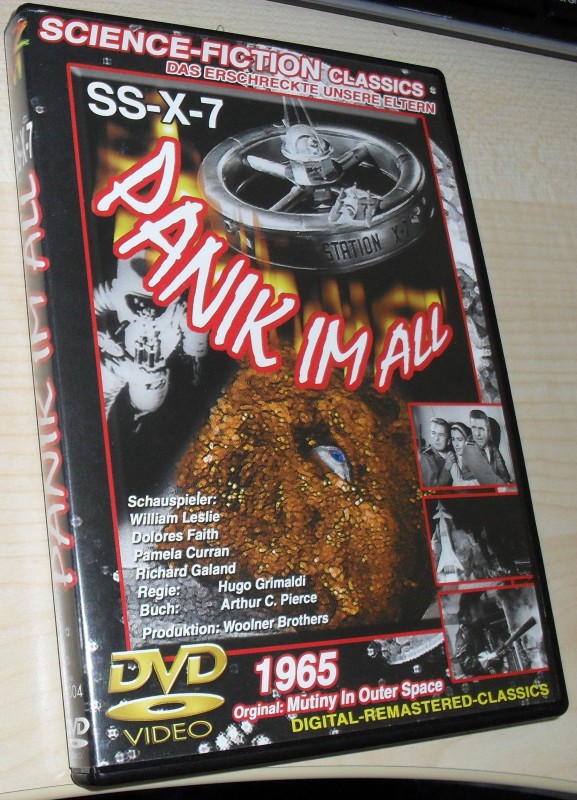 SCIENCE-FICTION CLASSICS
DAS ERSCHRECKTE UNSERE ELTERN
SS-X-7
STATION X-7
PANIK IM ALL
Schauspieler:
William Leslie
Dolores Faith
Pamela Curran
Richard Galand
Regie: Hugo Grimaldi
Buch: Arthur C. Pierce
Produktion: Woolner Brothers
DVD
VIDEO
1965
Orginal: Mutiny In Outer Space
DIGITAL-REMASTERED-CLASSICS
PANIK IM ALL